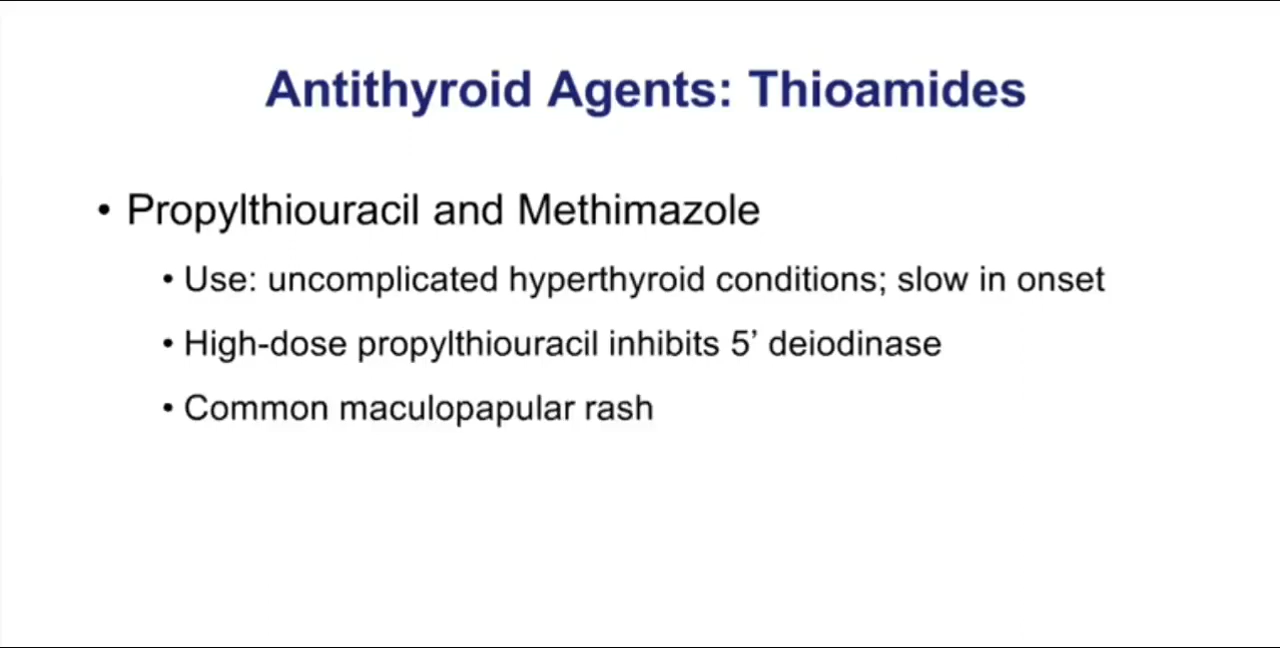 Antithyroid Agents: Thioamides
• Propylthiouracil and Methimazole
• Use: uncomplicated hyperthyroid conditions; slow in onset
• High-dose propylthiouracil inhibits 5’ deiodinase
• Common maculopapular rash